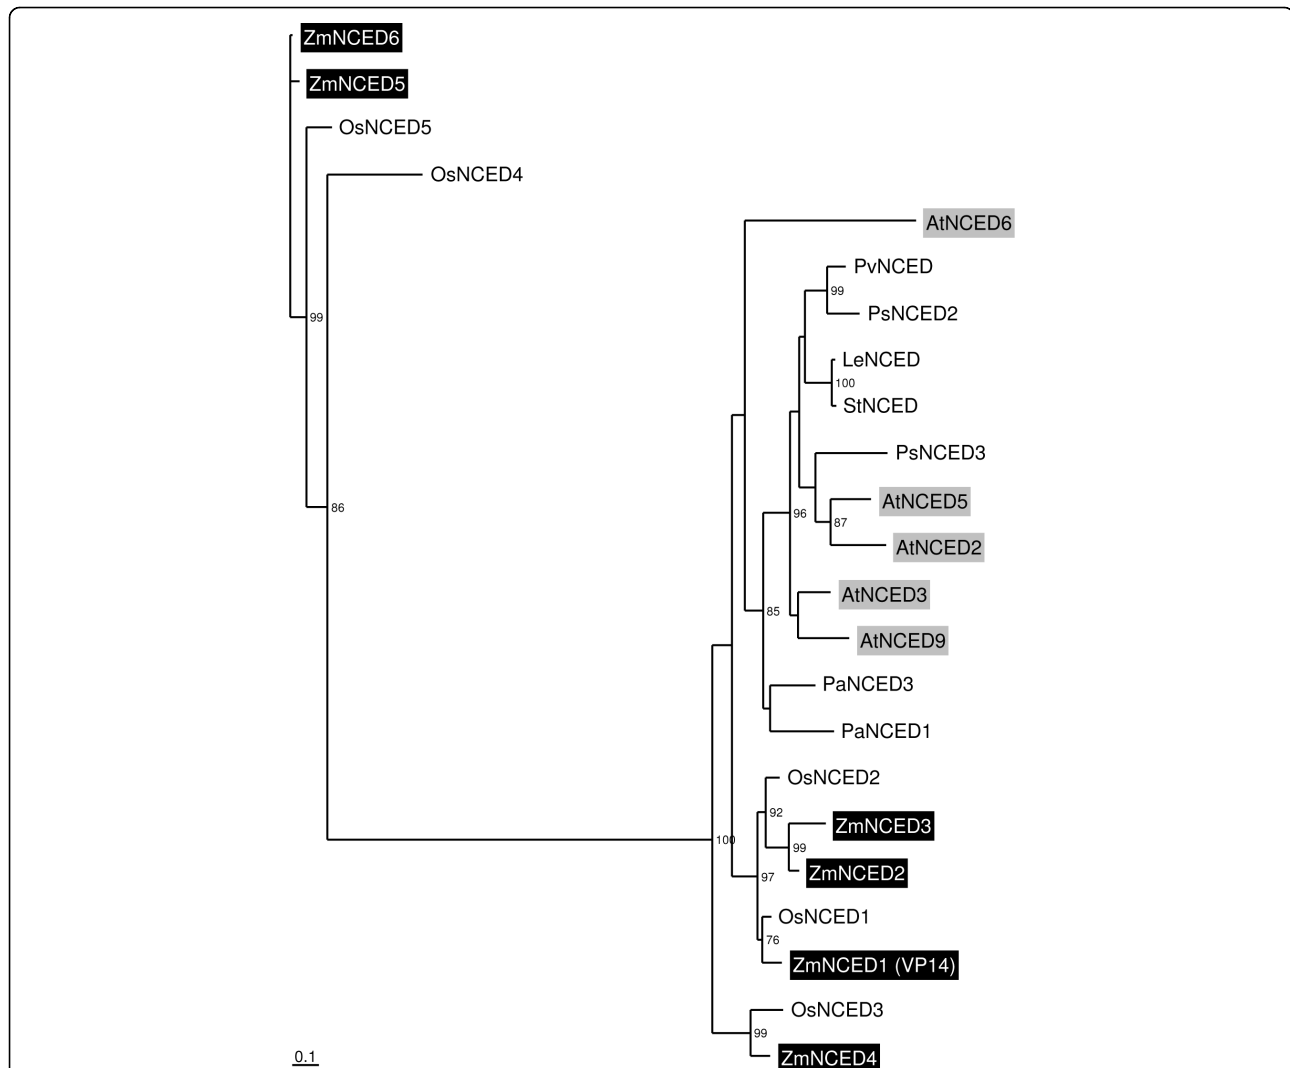 ZmNCED6
ZmNCED5
OsNCED5
OsNCED4
AtNCED6
PvNCED
99
PsNCED2
99
LeNCED
100
StNCED
PsNCED3
AtNCED5
86
96
87
AtNCED2
AtNCED3
85
AtNCED9
PaNCED3
PaNCED1
OsNCED2
92
ZmNCED3
100
99
ZmNCED2
97
OsNCED1
76
ZmNCED1 (VP14)
OsNCED3
99
0.1
ZmNCED4